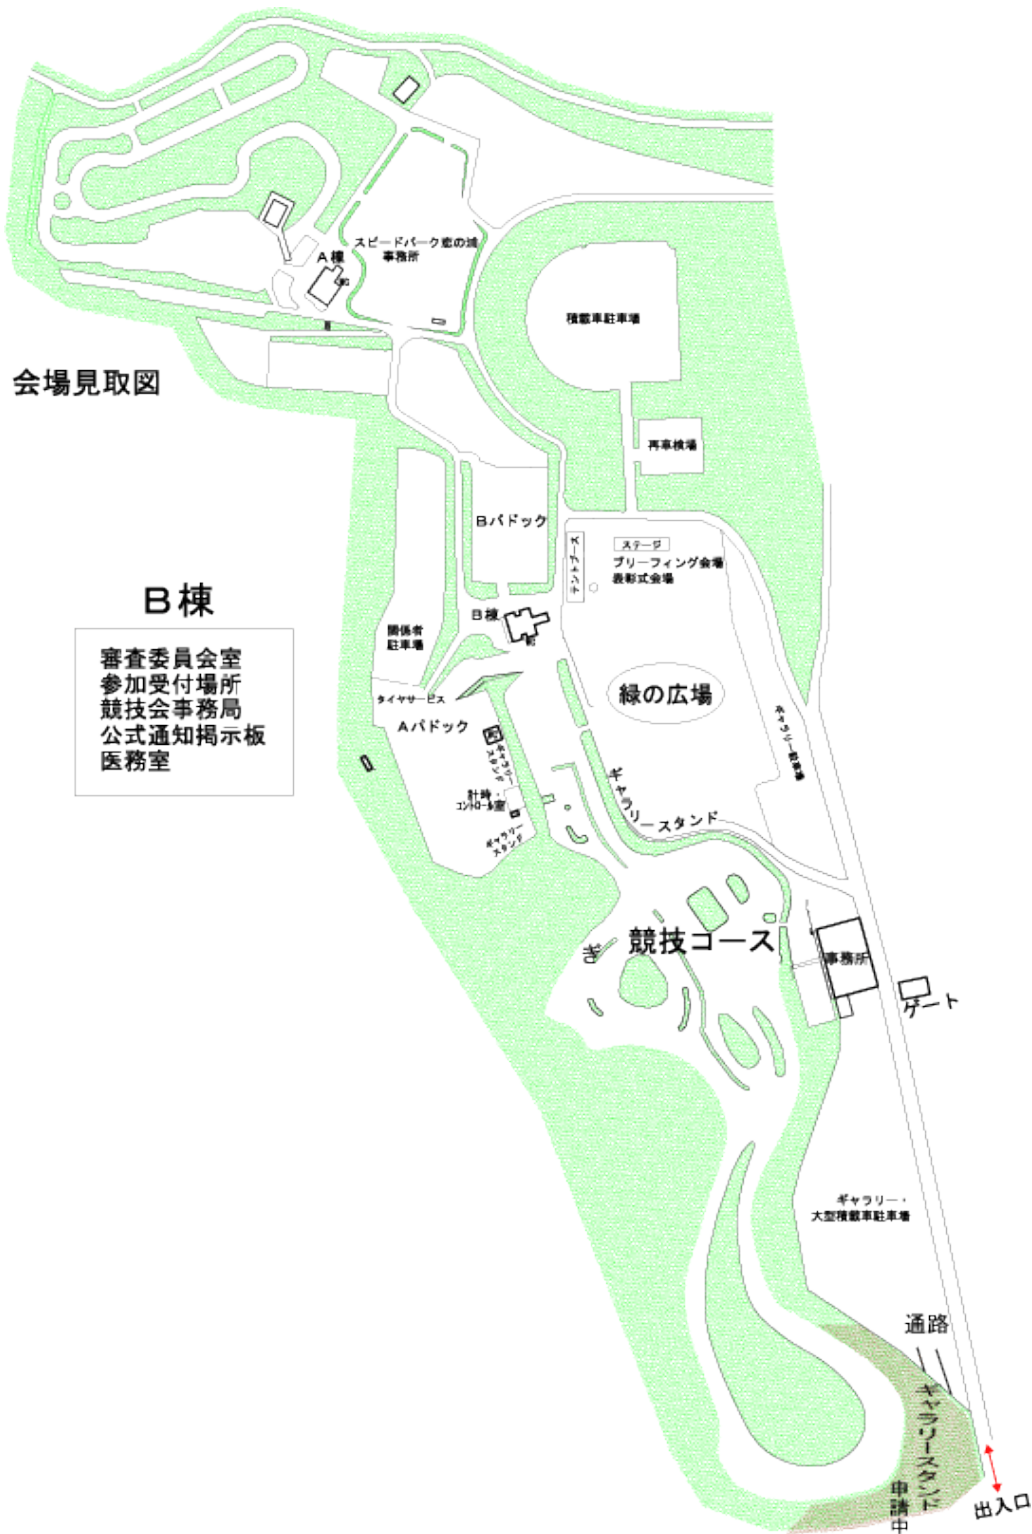 A棟
スピードパーク恋の浦
事務所
積載車駐車場
会場見取図
再車検場
Bパドック
テントブース
ステージ
ブリーフィング会場
表彰式会場
B棟
審査委員会室
参加受付場所
競技会事務局
公式通知掲示板
医務室
B棟
関係者
駐車場
緑の広場
タイヤサービス
Aパドック
ギャラリー
スタンド
ギャラリー駐車場
計時・
コントロール室
ギャラリースタンド
ギャラリー
スタンド
競技コース
事務所
ゲート
ギャラリー・
大型積載車駐車場
通路
ギャラリースタンド
申請中
出入口